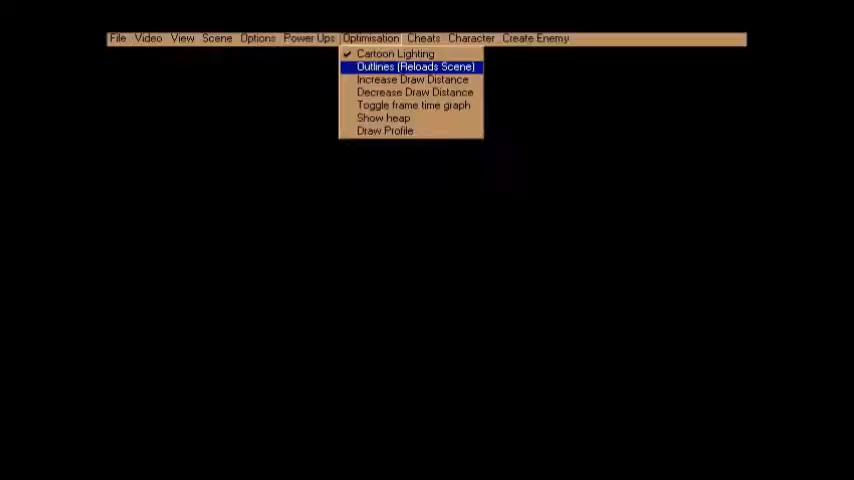 File Video View Scene Options Power Ups Optimisation Cheats Character Create Enemy
Cartoon Lighting
Outlines (Reloads Scene)
Increase Draw Distance
Decrease Draw Distance
Toggle frame time graph
Show heap
Draw Profile